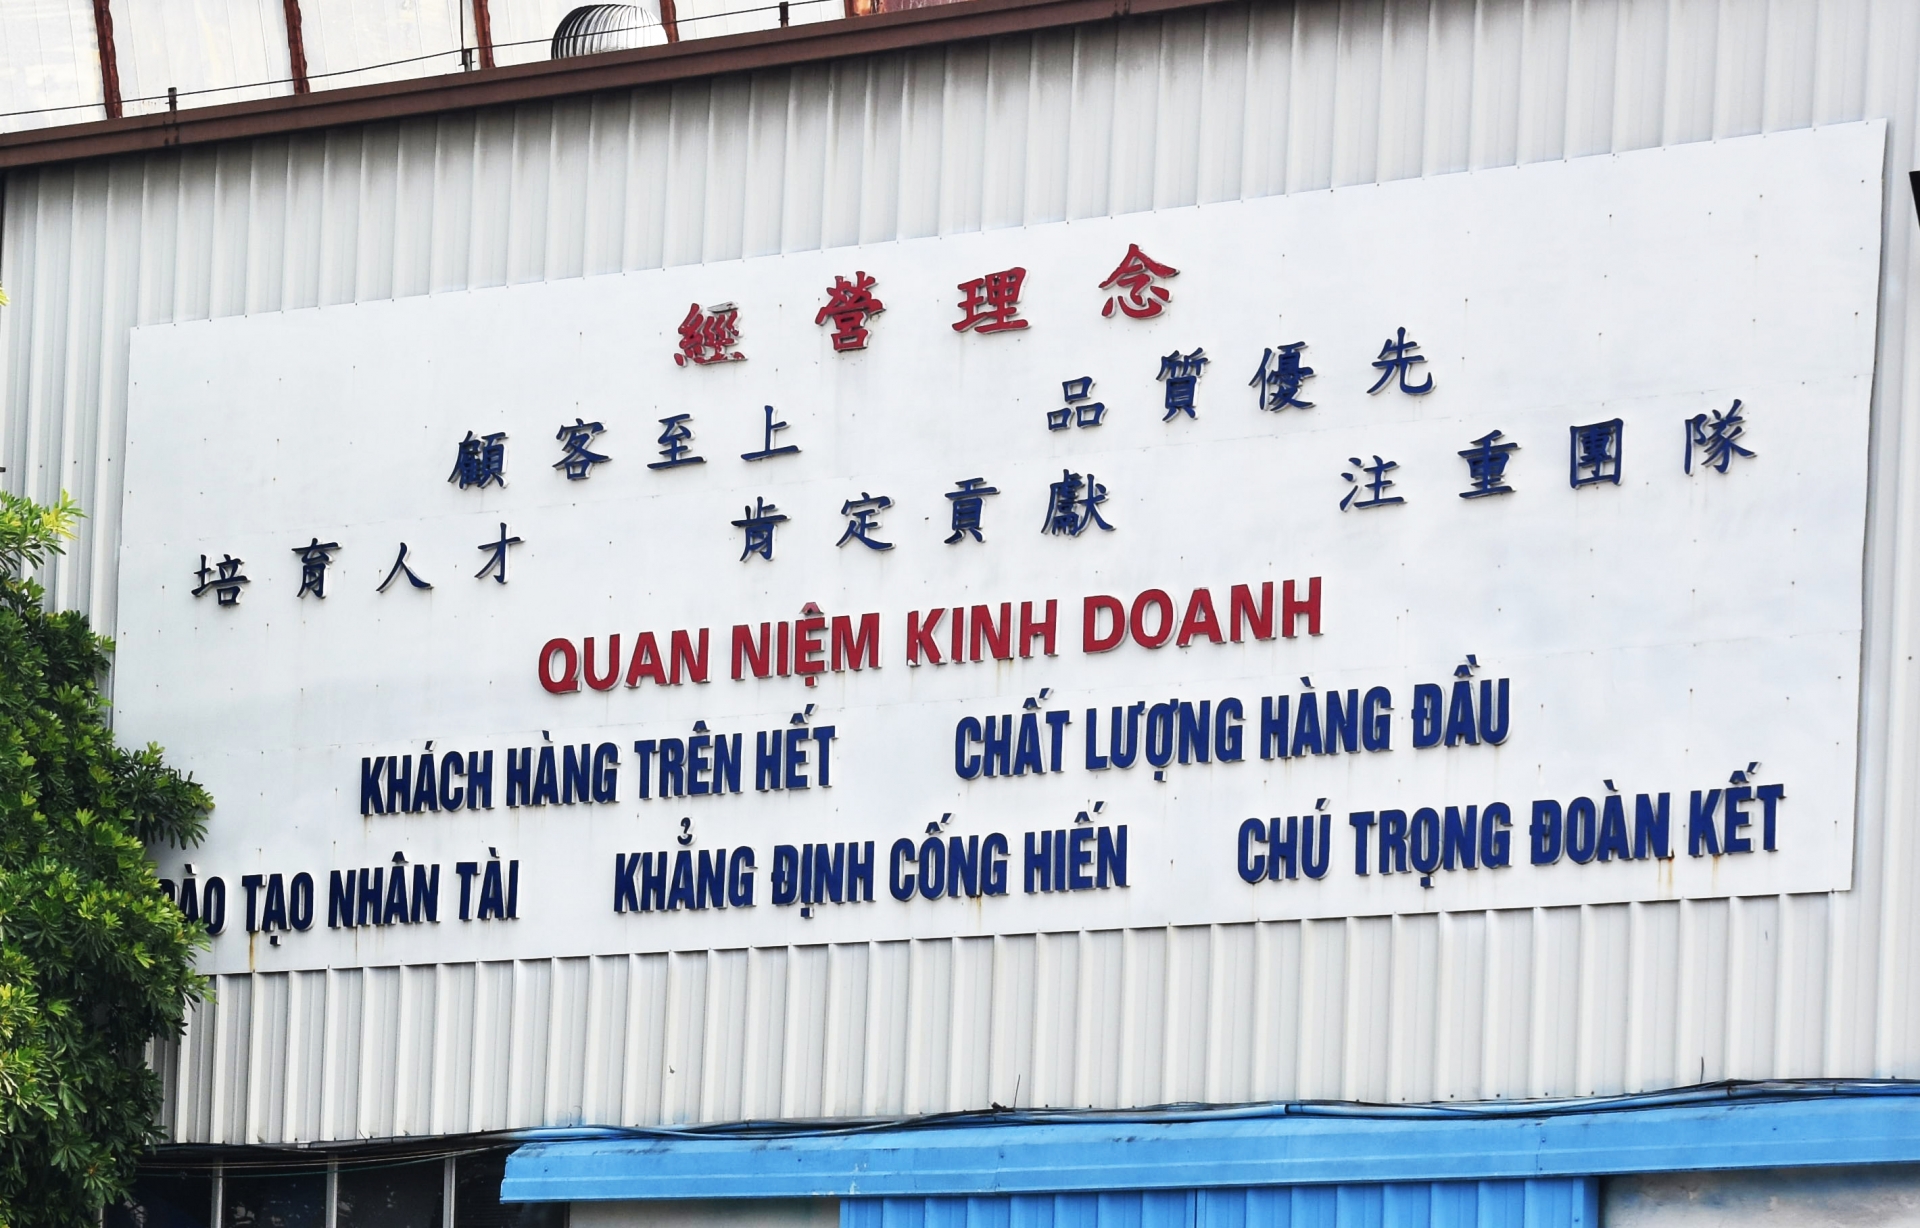 經營理念
顧客至上 品質優先
培育人才 肯定貢獻 注重團隊
QUAN NIỆM KINH DOANH
KHÁCH HÀNG TRÊN HẾT CHẤT LƯỢNG HÀNG ĐẦU
ĐÀO TẠO NHÂN TÀI KHẲNG ĐỊNH CỐNG HIẾN CHÚ TRỌNG ĐOÀN KẾT